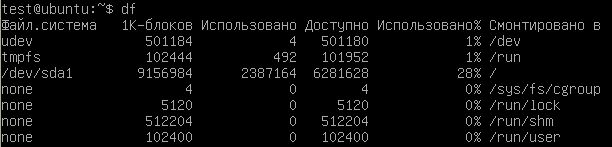 test@ubuntu:~$ df
Файл.система 1K-блоков Использовано Доступно Использовано% Cмонтировано в
udev 501184 4 501180 1% /dev
tmpfs 102444 492 101952 1% /run
/dev/sda1 9156984 2387164 6281628 28% /
none 4 0 4 0% /sys/fs/cgroup
none 5120 0 5120 0% /run/lock
none 512204 0 512204 0% /run/shm
none 102400 0 102400 0% /run/user